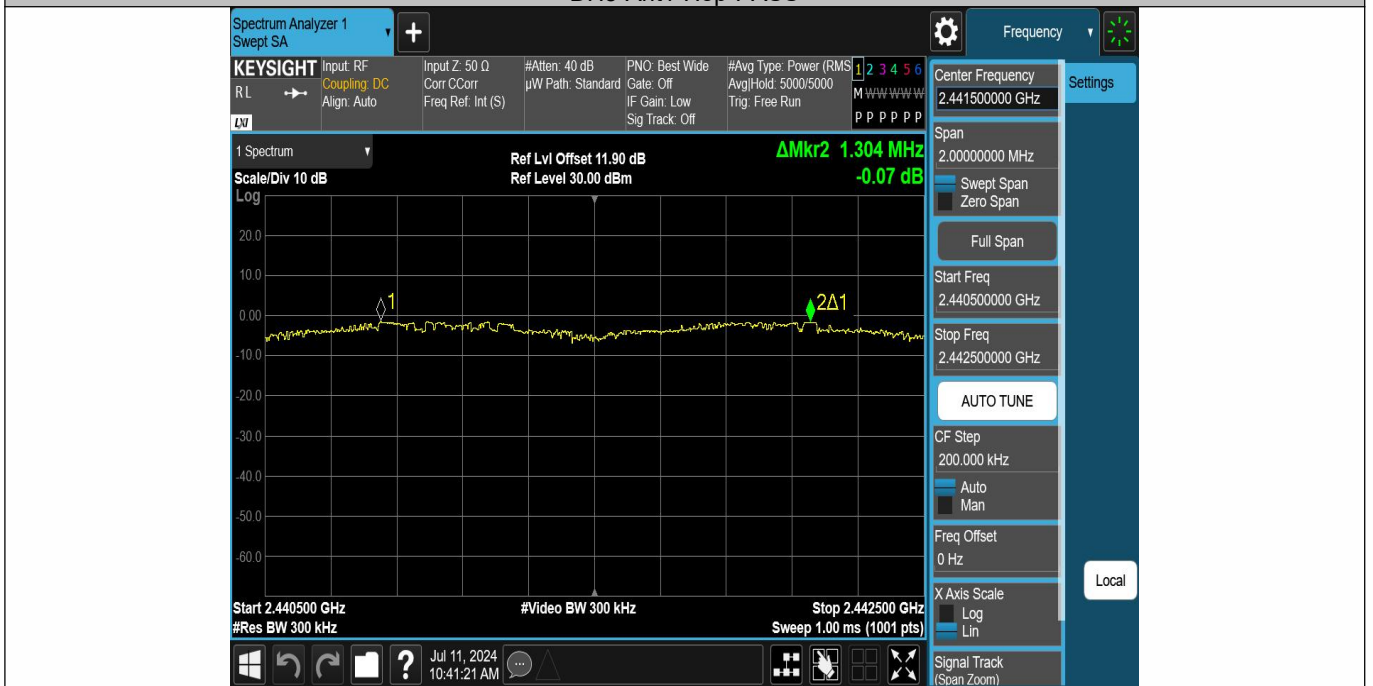 Spectrum Analyzer 1
Swept SA
+
Frequency
KEYSIGHT
RL
LXI
Input: RF
Coupling: DC
Align: Auto
Input Z: 50 Ω
Corr CCorr
Freq Ref: Int (S)
#Atten: 40 dB
µW Path: Standard
PNO: Best Wide
Gate: Off
IF Gain: Low
Sig Track: Off
#Avg Type: Power (RMS
Avg|Hold: 5000/5000
Trig: Free Run
1 2 3 4 5 6
M W W W W W
P P P P P P
1 Spectrum
Scale/Div 10 dB
Log
Ref Lvl Offset 11.90 dB
Ref Level 30.00 dBm
ΔMkr2 1.304 MHz
-0.07 dB
20.0
10.0
0.00
-10.0
-20.0
-30.0
-40.0
-50.0
-60.0
1
2Δ1
Start 2.440500 GHz
#Res BW 300 kHz
#Video BW 300 kHz
Stop 2.442500 GHz
Sweep 1.00 ms (1001 pts)
?
Jul 11, 2024
10:41:21 AM
Center Frequency
2.441500000 GHz
Span
2.00000000 MHz
Swept Span
Zero Span
Full Span
Start Freq
2.440500000 GHz
Stop Freq
2.442500000 GHz
AUTO TUNE
CF Step
200.000 kHz
Auto
Man
Freq Offset
0 Hz
X Axis Scale
Log
Lin
Signal Track
(Span Zoom)
Settings
Local